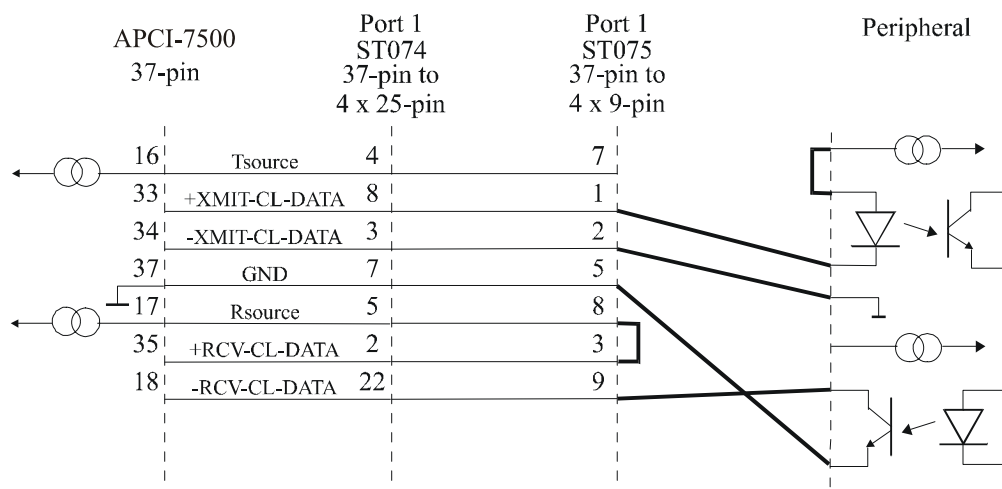 APCI-7500
37-pin
Port 1
ST074
37-pin to
4 x 25-pin
Port 1
ST075
37-pin to
4 x 9-pin
Peripheral
16 Tsource 4 7
33 +XMIT-CL-DATA 8 1
34 -XMIT-CL-DATA 3 2
37 GND 7 5
17 Rsource 5 8
35 +RCV-CL-DATA 2 3
18 -RCV-CL-DATA 22 9